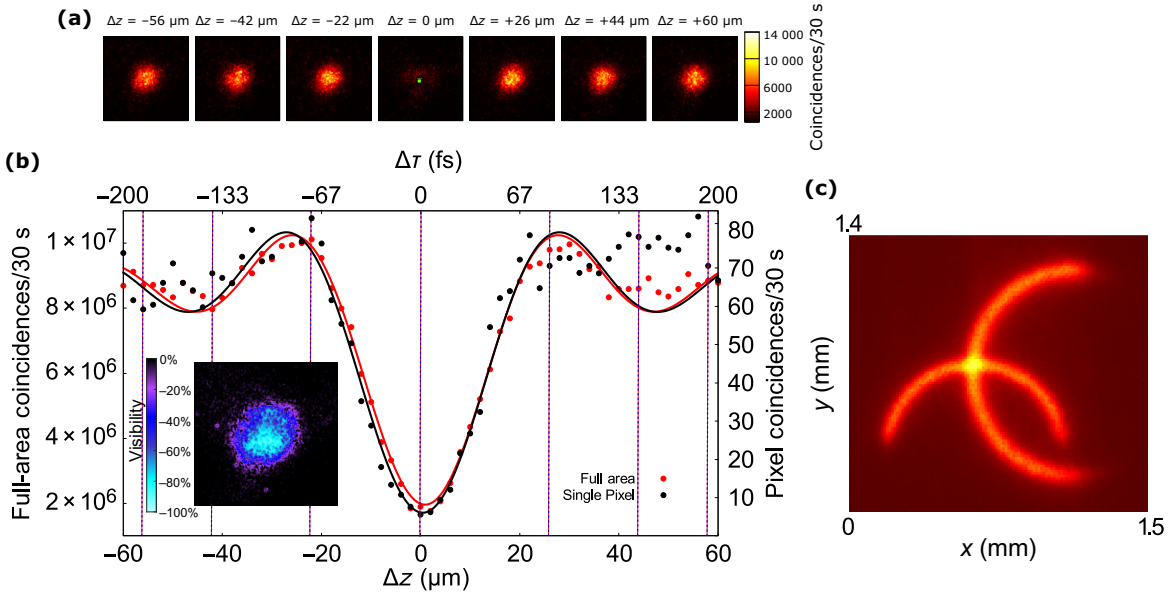 (a)
Δz = −56 µm Δz = −42 µm Δz = −22 µm Δz = 0 µm Δz = +26 µm Δz = +44 µm Δz = +60 µm
14 000
10 000
6000
2000
Coincidences/30 s
(b)
Δτ (fs)
−200 −133 −67 0 67 133 200
1 × 10⁷
8 × 10⁶
6 × 10⁶
4 × 10⁶
2 × 10⁶
Full-area coincidences/30 s
0%
−20%
−40%
−60%
−80%
−100%
Visibility
Full area
Single Pixel
80
70
60
50
40
30
20
10
Pixel coincidences/30 s
−60 −40 −20 0 20 40 60
Δz (µm)
(c)
1.4
y (mm)
0 1.5
x (mm)